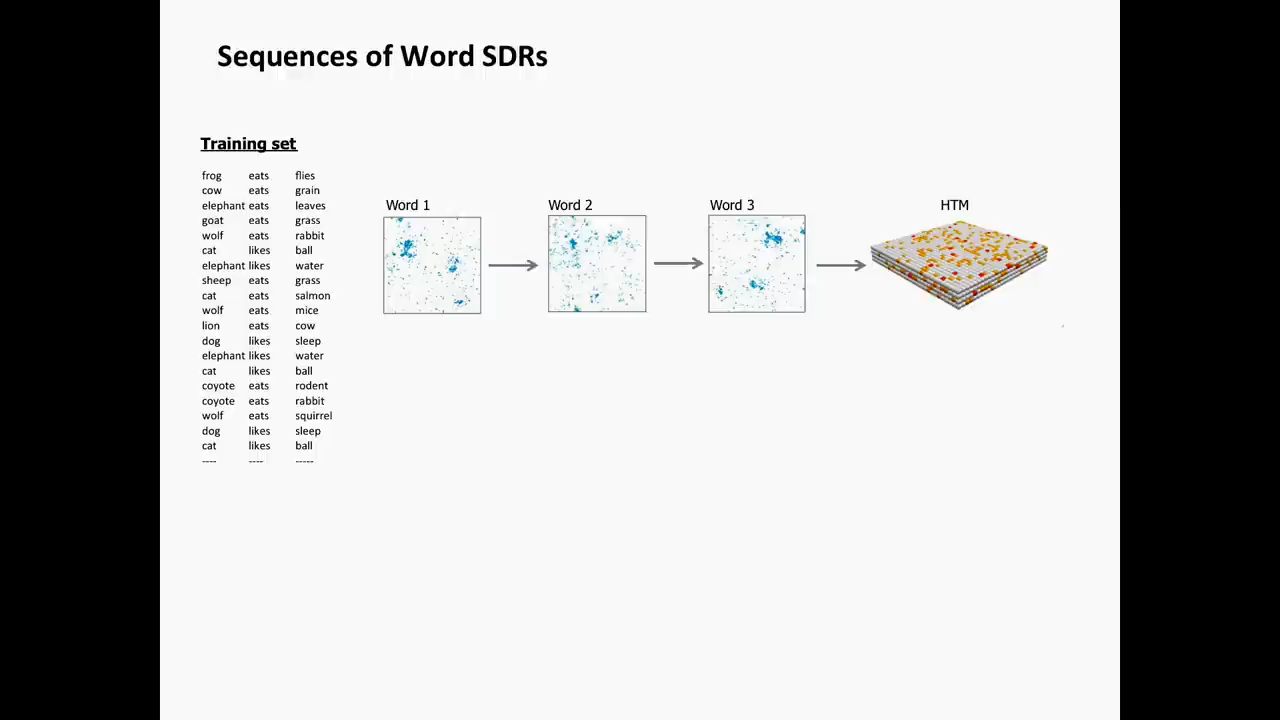 Sequences of Word SDRs
Training set
frog eats flies
cow eats grain
elephant eats leaves
goat eats grass
wolf eats rabbit
cat likes ball
elephant likes water
sheep eats grass
cat eats salmon
wolf eats mice
lion eats cow
dog likes sleep
elephant likes water
cat likes ball
coyote eats rodent
coyote eats rabbit
wolf eats squirrel
dog likes sleep
cat likes ball
---- ---- -----
Word 1
Word 2
Word 3
HTM